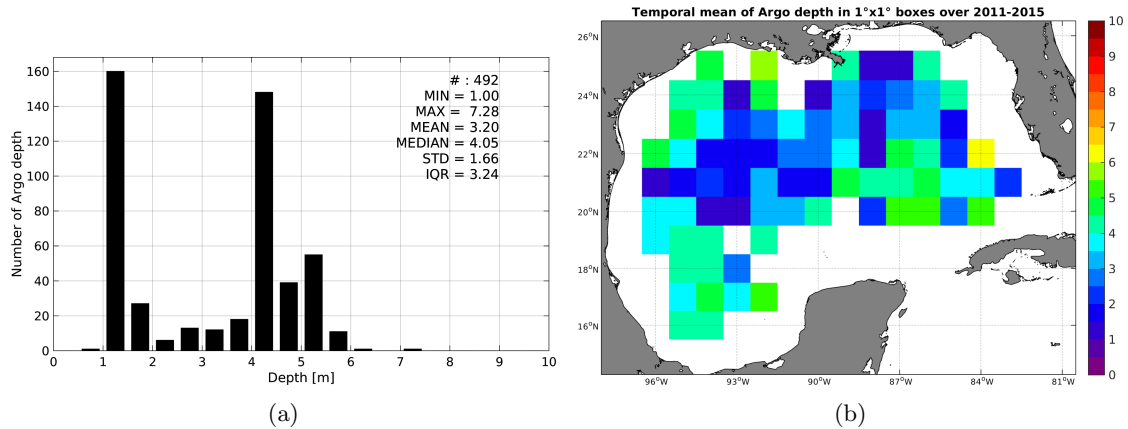 Temporal mean of Argo depth in 1°x1° boxes over 2011-2015
Number of Argo depth
160
140
120
100
80
60
40
20
0
# : 492
MIN = 1.00
MAX = 7.28
MEAN = 3.20
MEDIAN = 4.05
STD = 1.66
IQR = 3.24
0 1 2 3 4 5 6 7 8 9 10
Depth [m]
(a)
26°N
24°N
22°N
20°N
18°N
16°N
96°W 93°W 90°W 87°W 84°W 81°W
10
9
8
7
6
5
4
3
2
1
0
(b)